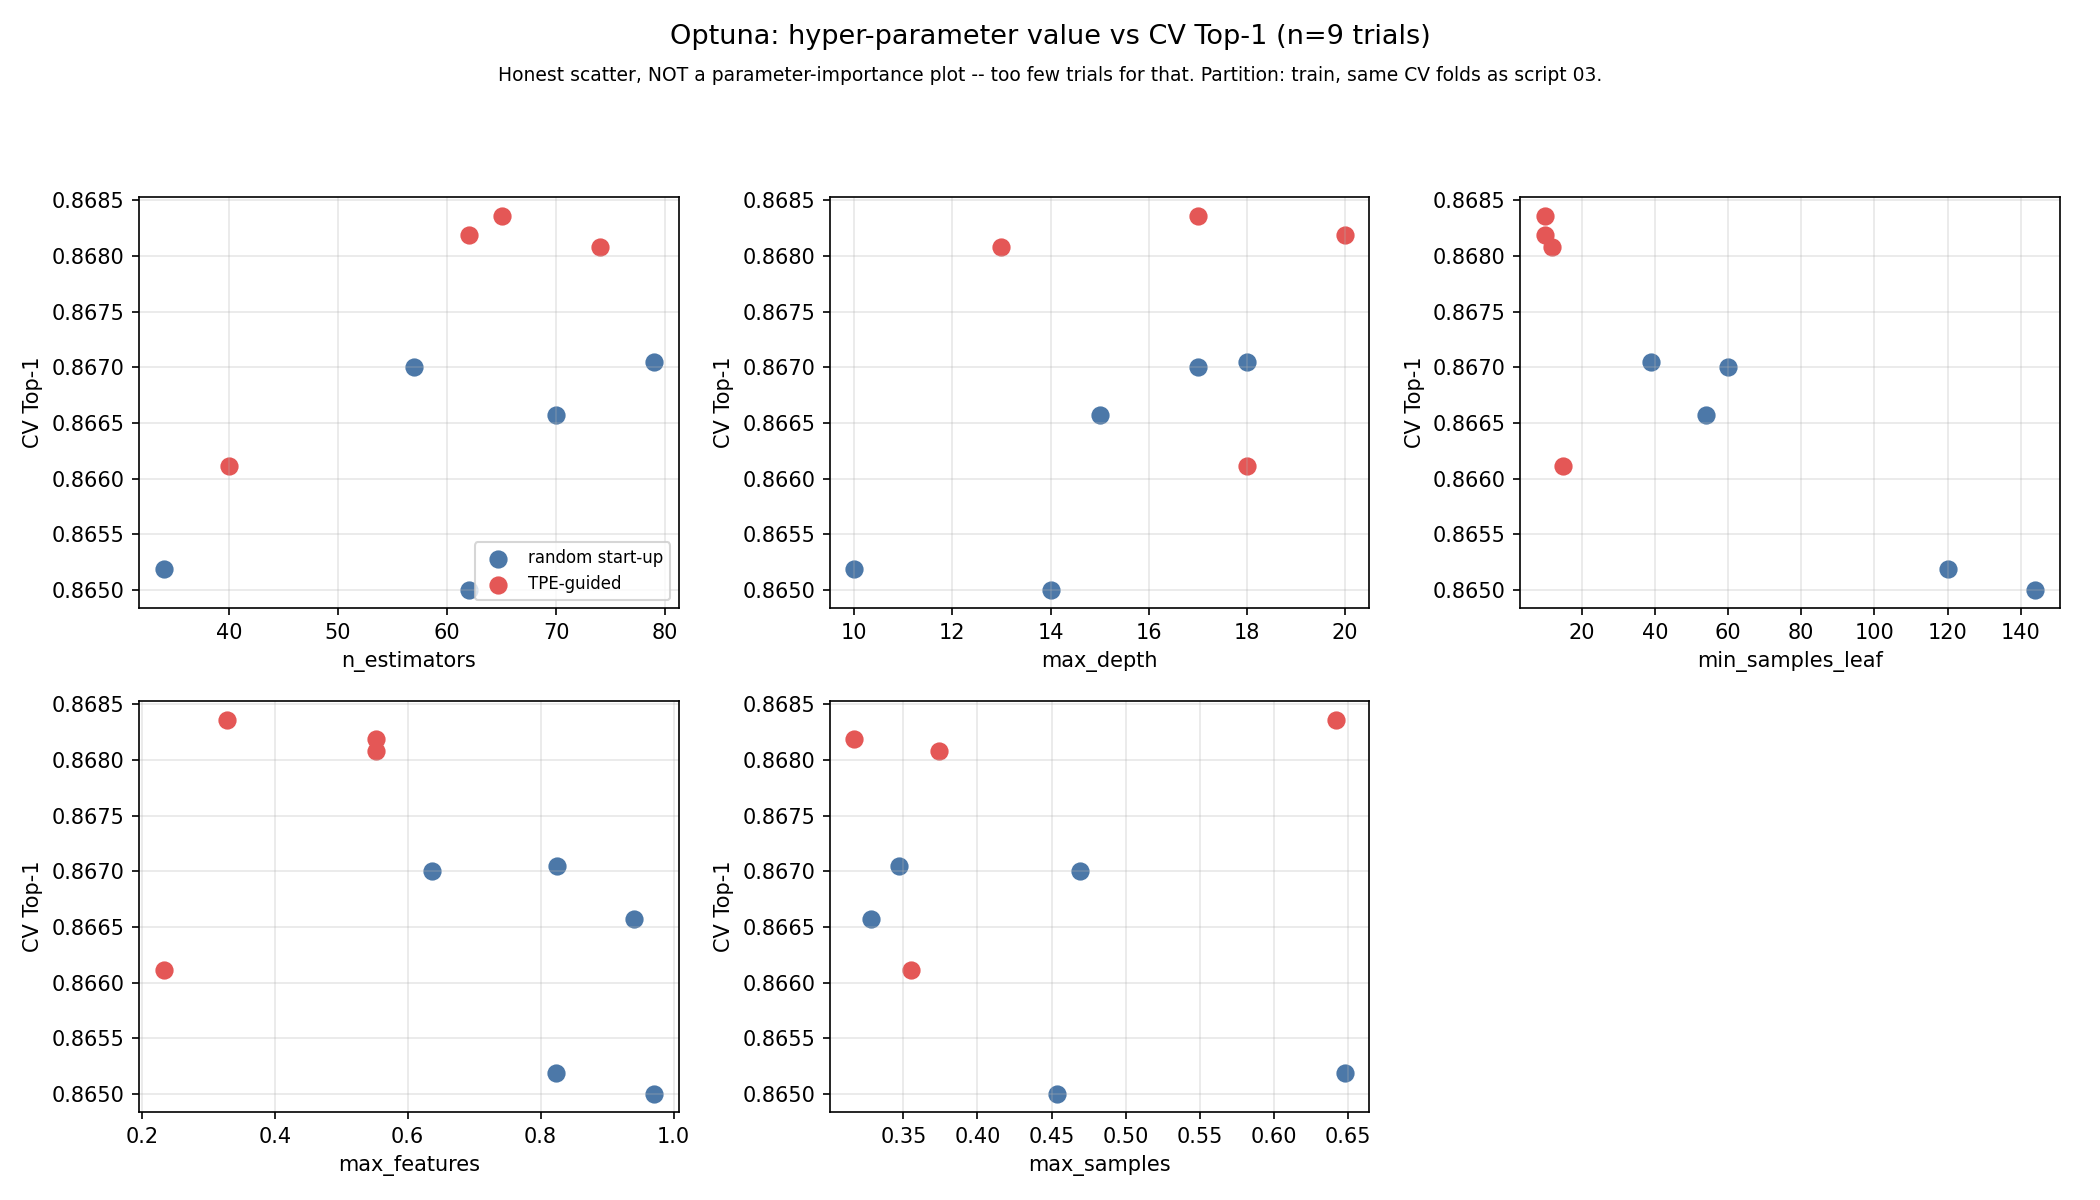 Optuna: hyper-parameter value vs CV Top-1 (n=9 trials)
Honest scatter, NOT a parameter-importance plot -- too few trials for that. Partition: train, same CV folds as script 03.
0.8685
0.8680
0.8675
0.8670
0.8665
0.8660
0.8655
0.8650
CV Top-1
random start-up
TPE-guided
40 50 60 70 80
n_estimators
0.8685
0.8680
0.8675
0.8670
0.8665
0.8660
0.8655
0.8650
CV Top-1
10 12 14 16 18 20
max_depth
0.8685
0.8680
0.8675
0.8670
0.8665
0.8660
0.8655
0.8650
CV Top-1
20 40 60 80 100 120 140
min_samples_leaf
0.8685
0.8680
0.8675
0.8670
0.8665
0.8660
0.8655
0.8650
CV Top-1
0.2 0.4 0.6 0.8 1.0
max_features
0.8685
0.8680
0.8675
0.8670
0.8665
0.8660
0.8655
0.8650
CV Top-1
0.35 0.40 0.45 0.50 0.55 0.60 0.65
max_samples